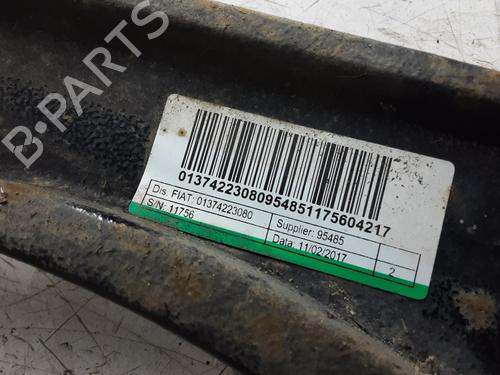 B-PARTS
01374223080954851175604217
Dis. FIAT: 01374223080
Supplier: 95485
S/N: 11756
Data: 11/02/2017
2